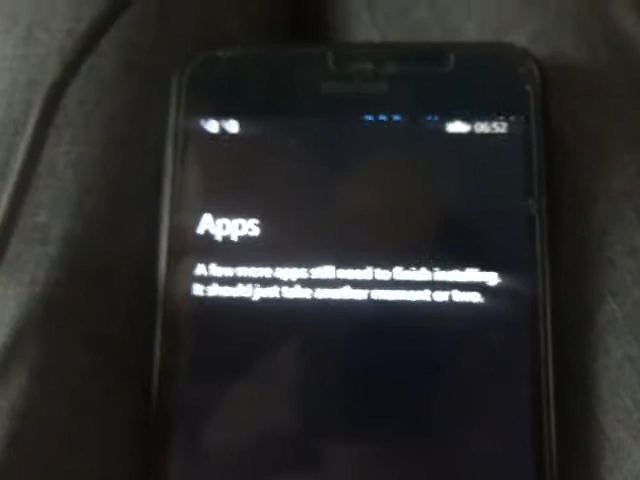 06:52
Apps
A few more apps still need to finish installing.
It should just take another moment or two.